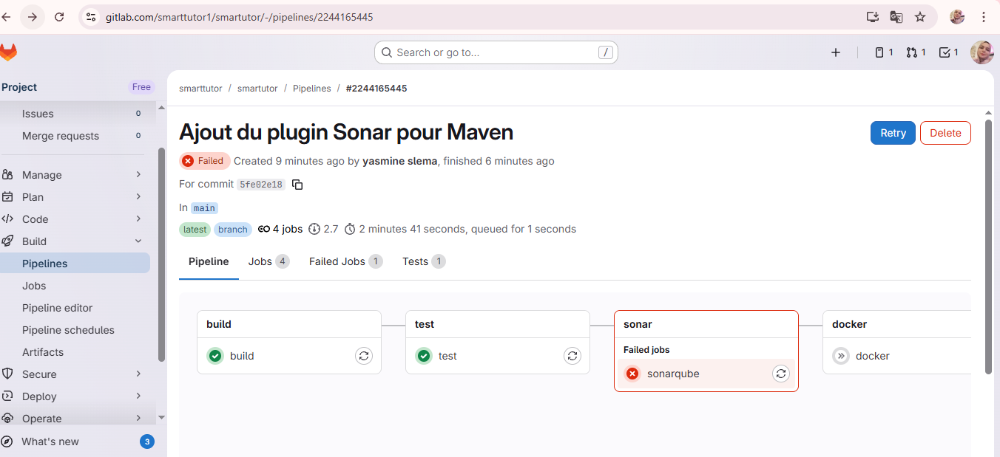 gitlab.com/smarttutor1/smartutor/-/pipelines/2244165445
Search or go to... /
1 1 1
Project Free
Issues 0
Merge requests 0
Manage
Plan
Code
Build
Pipelines
Jobs
Pipeline editor
Pipeline schedules
Artifacts
Secure
Deploy
Operate
What's new 3
smarttutor / smartutor / Pipelines / #2244165445
Ajout du plugin Sonar pour Maven
Retry Delete
Failed Created 9 minutes ago by yasmine slema, finished 6 minutes ago
For commit 5fe02e18
In main
latest branch 4 jobs 2.7 2 minutes 41 seconds, queued for 1 seconds
Pipeline Jobs 4 Failed Jobs 1 Tests 1
build
build
test
test
sonar
Failed jobs
sonarqube
docker
docker